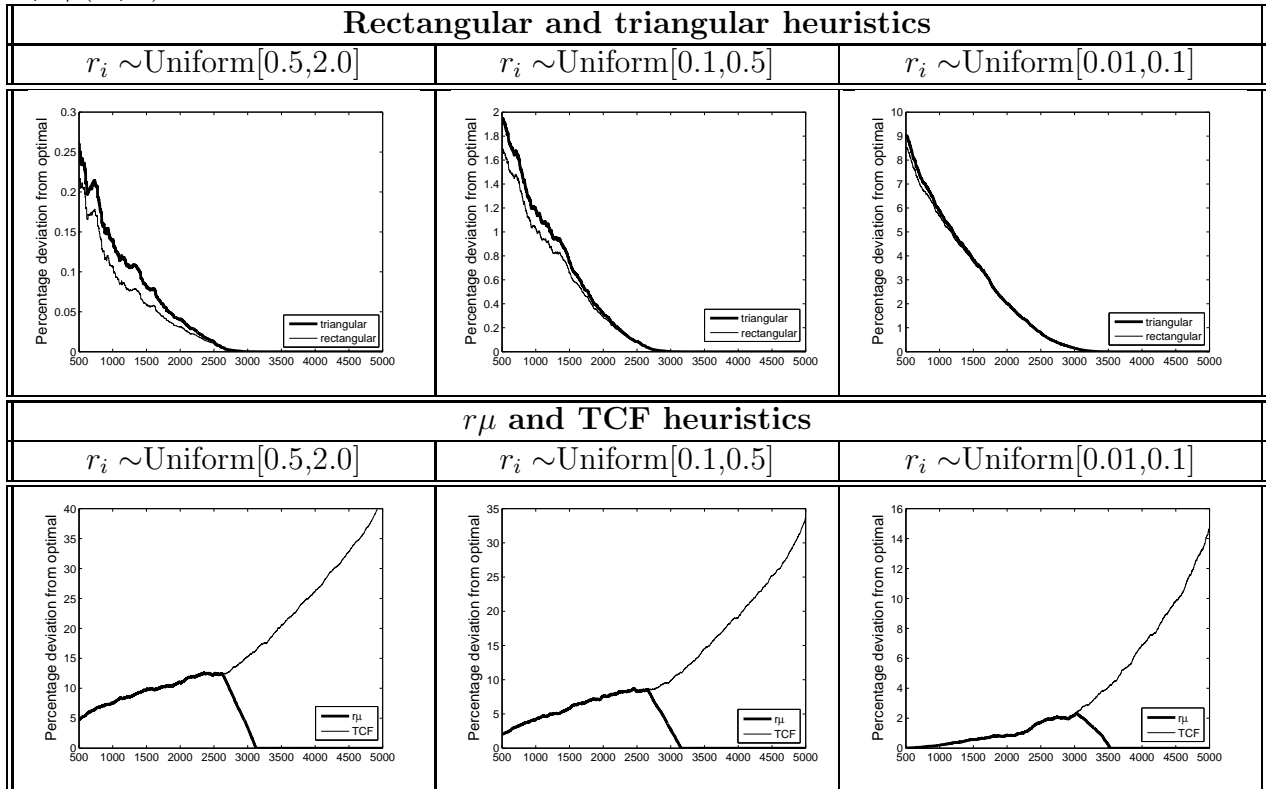 Rectangular and triangular heuristics
r_i ∼Uniform[0.5,2.0] r_i ∼Uniform[0.1,0.5] r_i ∼Uniform[0.01,0.1]
Percentage deviation from optimal
0.3
0.25
0.2
0.15
0.1
0.05
0
500 1000 1500 2000 2500 3000 3500 4000 4500 5000
triangular
rectangular
Percentage deviation from optimal
2
1.8
1.6
1.4
1.2
1
0.8
0.6
0.4
0.2
0
500 1000 1500 2000 2500 3000 3500 4000 4500 5000
triangular
rectangular
Percentage deviation from optimal
10
9
8
7
6
5
4
3
2
1
0
500 1000 1500 2000 2500 3000 3500 4000 4500 5000
triangular
rectangular
rμ and TCF heuristics
r_i ∼Uniform[0.5,2.0] r_i ∼Uniform[0.1,0.5] r_i ∼Uniform[0.01,0.1]
Percentage deviation from optimal
40
35
30
25
20
15
10
5
0
500 1000 1500 2000 2500 3000 3500 4000 4500 5000
rμ
TCF
Percentage deviation from optimal
35
30
25
20
15
10
5
0
500 1000 1500 2000 2500 3000 3500 4000 4500 5000
rμ
TCF
Percentage deviation from optimal
16
14
12
10
8
6
4
2
0
500 1000 1500 2000 2500 3000 3500 4000 4500 5000
rμ
TCF